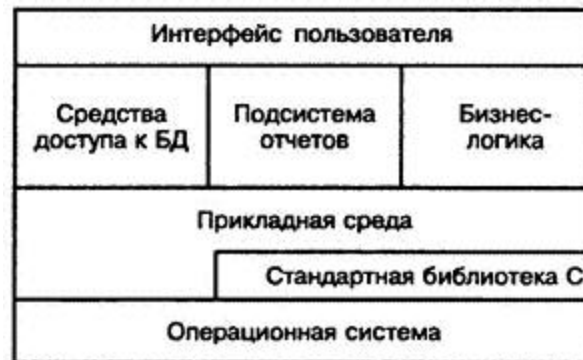 Интерфейс пользователя
Средства
доступа к БД
Подсистема
отчетов
Бизнес-
логика
Прикладная среда
Стандартная библиотека С
Операционная система